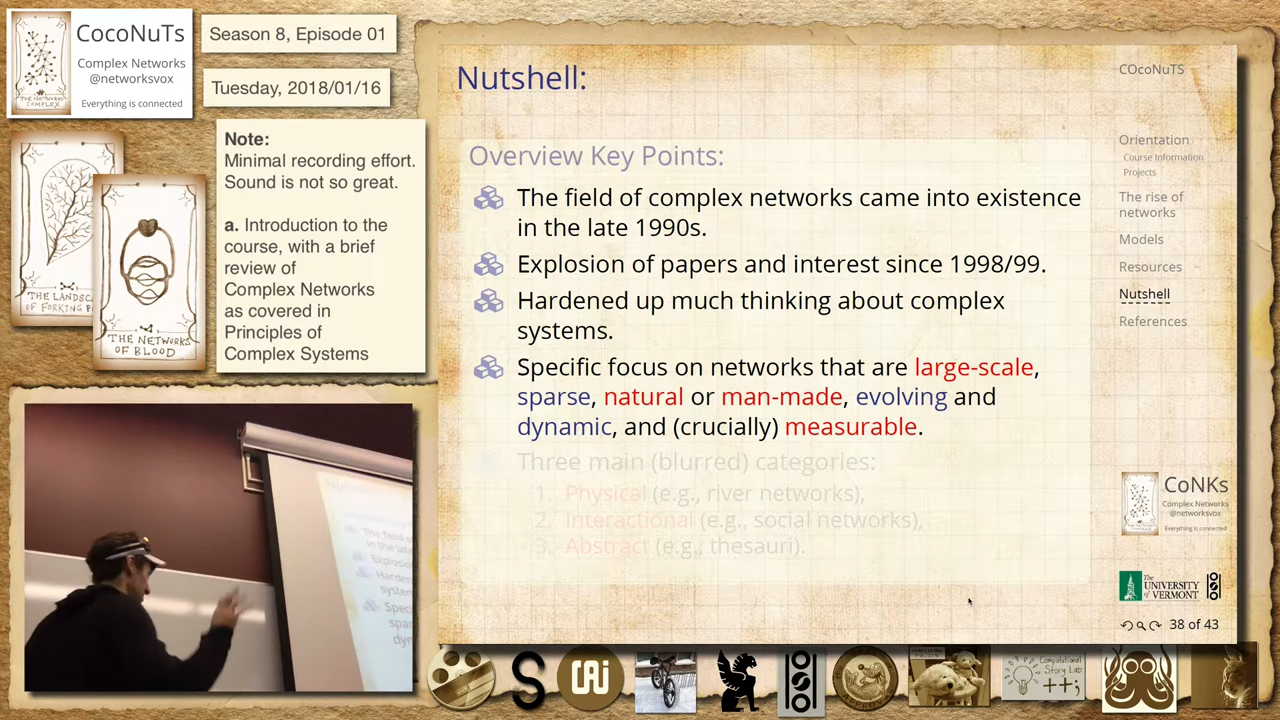 CocoNuTs
Complex Networks
@networksvox
Everything is connected
Season 8, Episode 01
Tuesday, 2018/01/16
Note:
Minimal recording effort.
Sound is not so great.
a. Introduction to the
course, with a brief
review of
Complex Networks
as covered in
Principles of
Complex Systems
THE NETWORKS
OF BLOOD
Nutshell:
Overview Key Points:
The field of complex networks came into existence
in the late 1990s.
Explosion of papers and interest since 1998/99.
Hardened up much thinking about complex
systems.
Specific focus on networks that are large-scale,
sparse, natural or man-made, evolving and
dynamic, and (crucially) measurable.
Three main (blurred) categories:
1. Physical (e.g., river networks),
2. Interactional (e.g., social networks),
3. Abstract (e.g., thesauri).
COcoNuTS
Orientation
Course Information
Projects
The rise of
networks
Models
Resources
Nutshell
References
CoNKs
Complex Networks
@networksvox
Everything is connected
The
UNIVERSITY
of VERMONT
38 of 43
Computational
Story Lab
++;